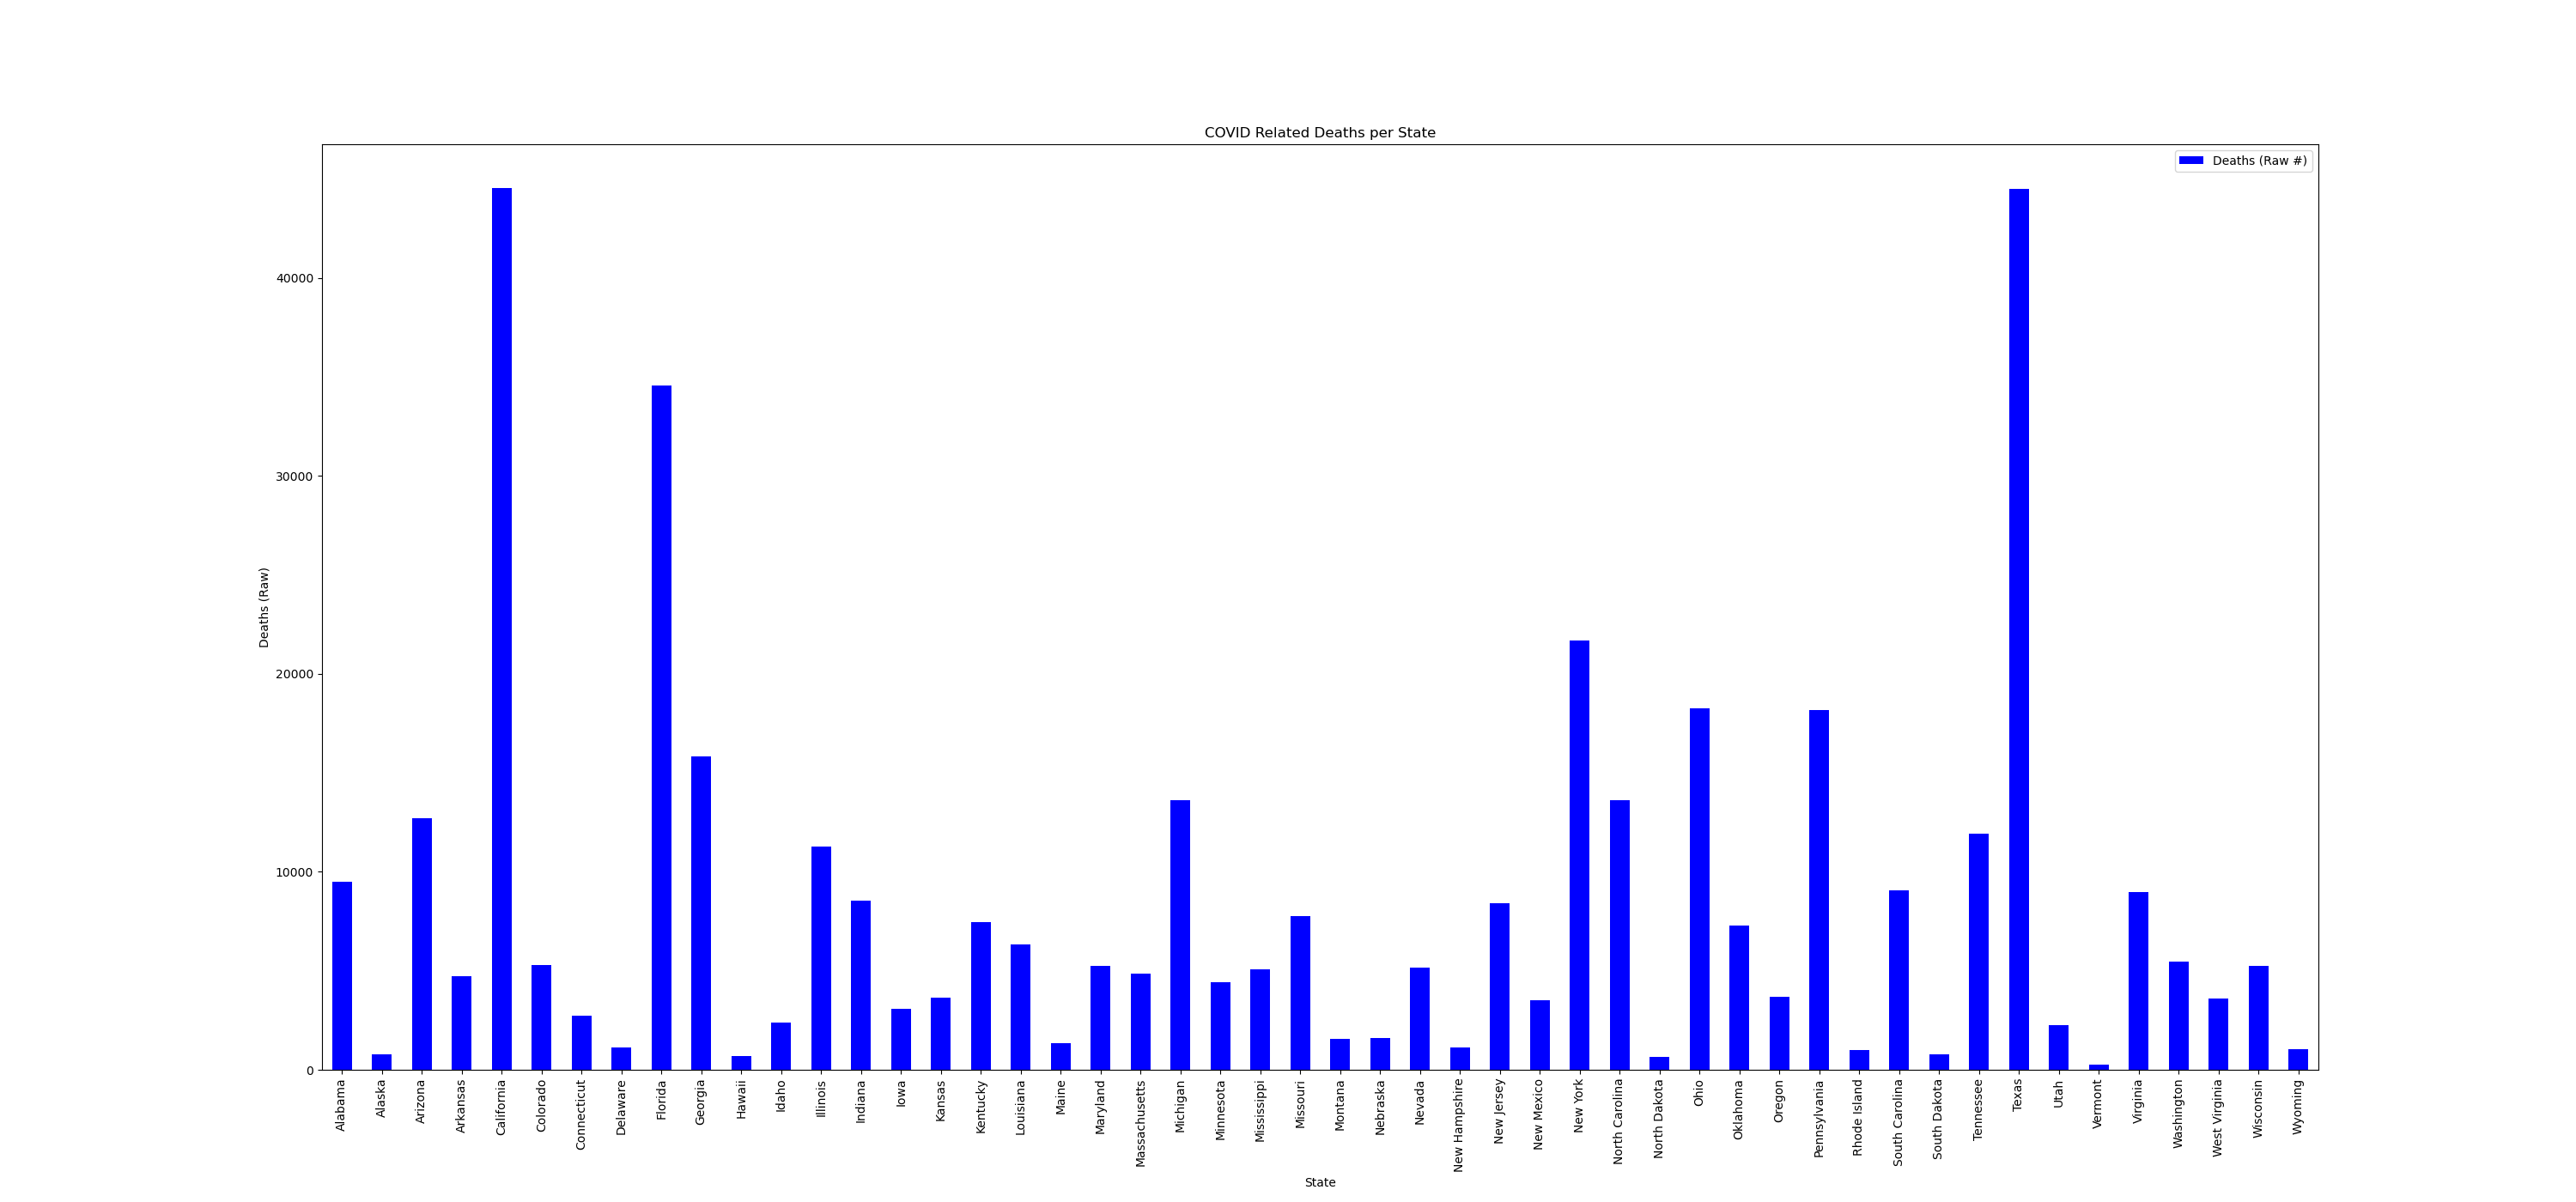 COVID Related Deaths per State
Deaths (Raw #)
Deaths (Raw)
40000
30000
20000
10000
0
Alabama
Alaska
Arizona
Arkansas
California
Colorado
Connecticut
Delaware
Florida
Georgia
Hawaii
Idaho
Illinois
Indiana
Iowa
Kansas
Kentucky
Louisiana
Maine
Maryland
Massachusetts
Michigan
Minnesota
Mississippi
Missouri
Montana
Nebraska
Nevada
New Hampshire
New Jersey
New Mexico
New York
North Carolina
North Dakota
Ohio
Oklahoma
Oregon
Pennsylvania
Rhode Island
South Carolina
South Dakota
Tennessee
Texas
Utah
Vermont
Virginia
Washington
West Virginia
Wisconsin
Wyoming
State